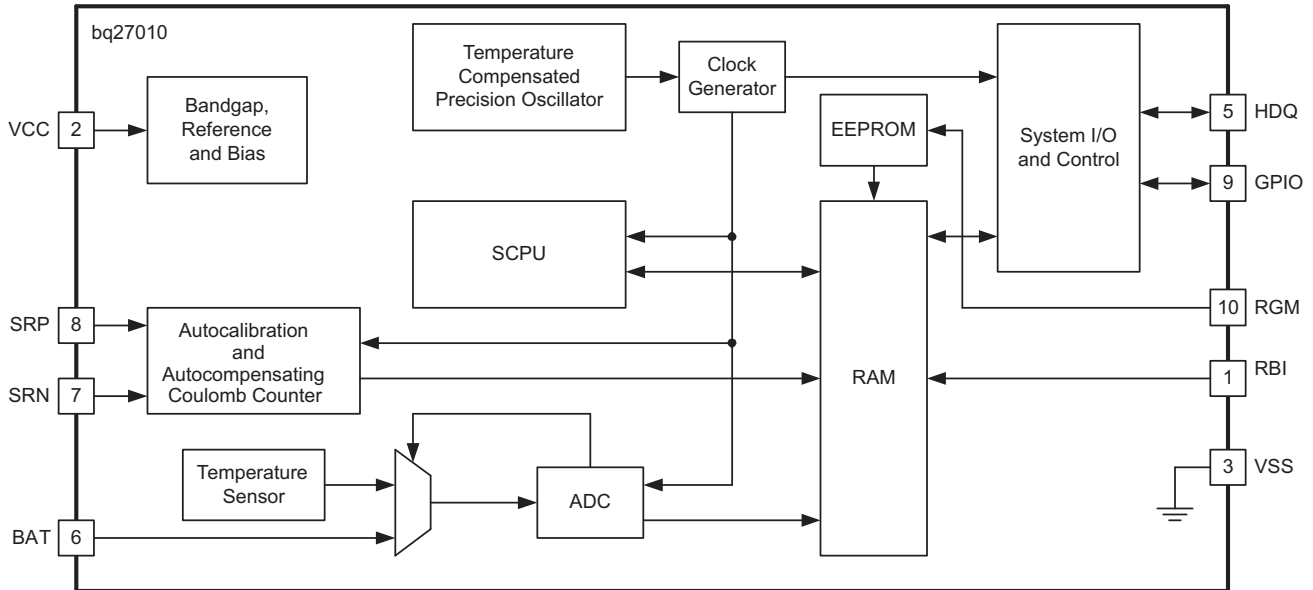 bq27010
Temperature
Compensated
Precision Oscillator
Clock
Generator
Bandgap,
Reference
and Bias
VCC 2
EEPROM
System I/O
and Control
5 HDQ
9 GPIO
SCPU
SRP 8
SRN 7
Autocalibration
and
Autocompensating
Coulomb Counter
RAM
10 RGM
1 RBI
3 VSS
Temperature
Sensor
ADC
BAT 6